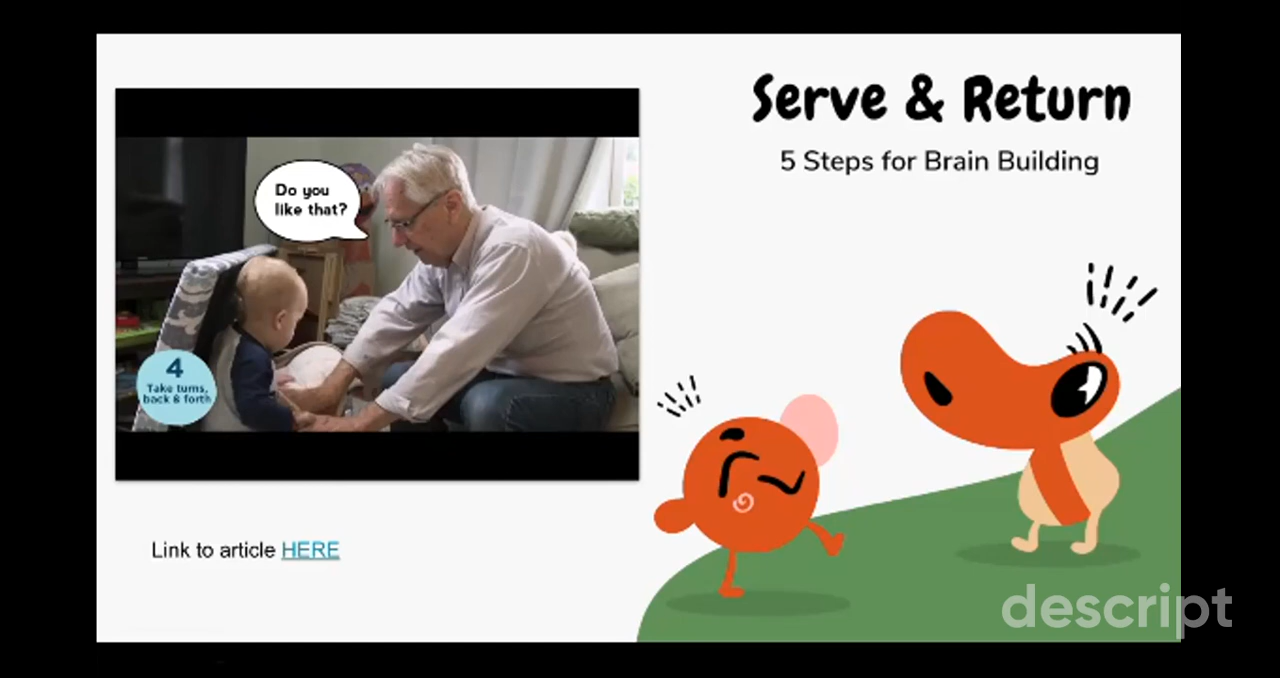 Serve & Return
5 Steps for Brain Building
Do you
like that?
4
Take turns,
back & forth
Link to article HERE
descript